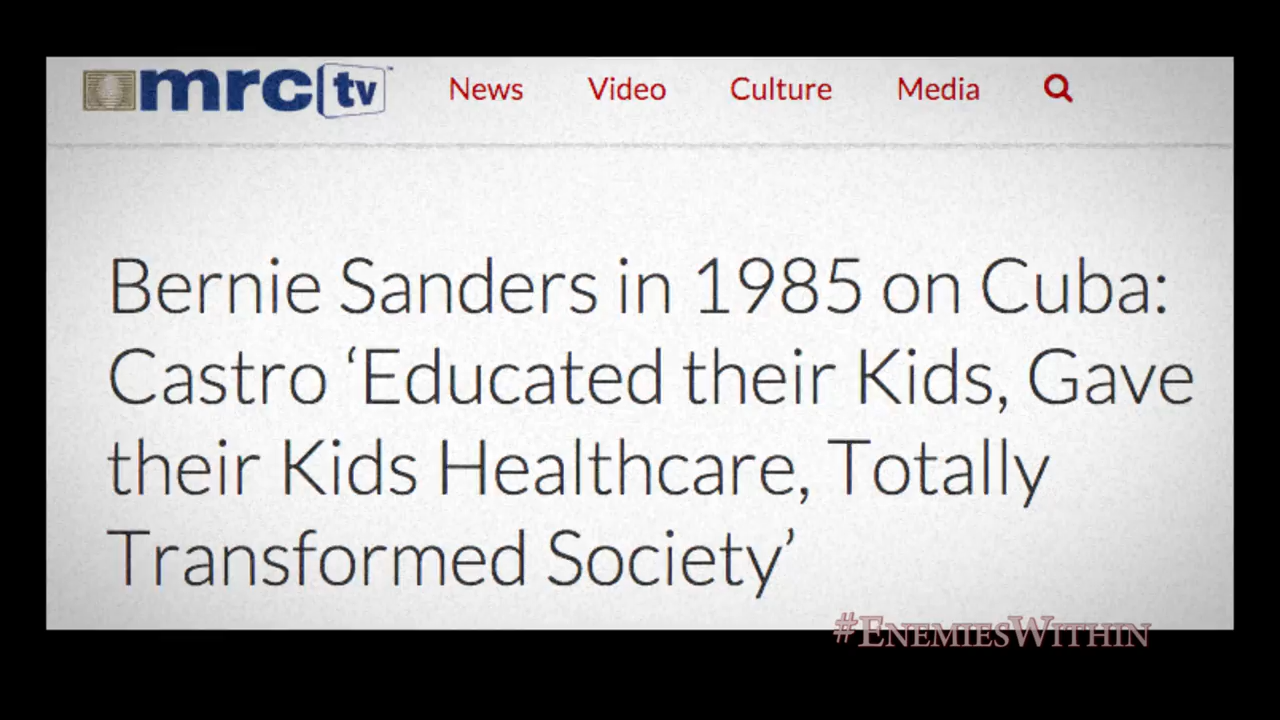 mrc tv™ News Video Culture Media
Bernie Sanders in 1985 on Cuba:
Castro ‘Educated their Kids, Gave
their Kids Healthcare, Totally
Transformed Society’
#EnemiesWithin